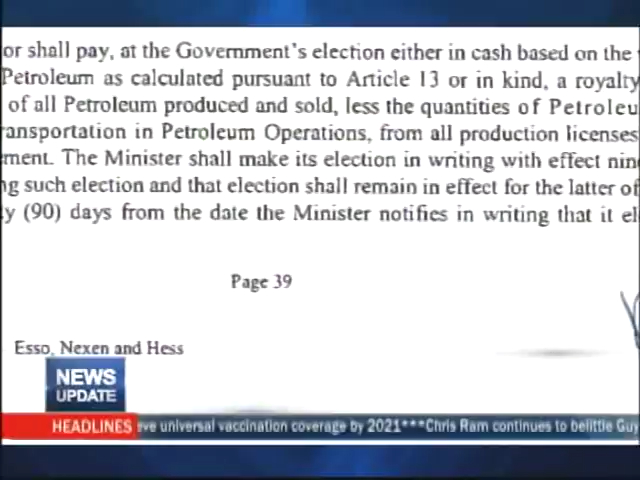 or shall pay, at the Government's election either in cash based on the
Petroleum as calculated pursuant to Article 13 or in kind, a royalty
of all Petroleum produced and sold, less the quantities of Petroleu
ansportation in Petroleum Operations, from all production licenses
ment. The Minister shall make its election in writing with effect nin
ng such election and that election shall remain in effect for the latter of
y (90) days from the date the Minister notifies in writing that it el
Page 39
Esso, Nexen and Hess
NEWS
UPDATE
HEADLINES eve universal vaccination coverage by 2021***Chris Ram continues to belittle Guy